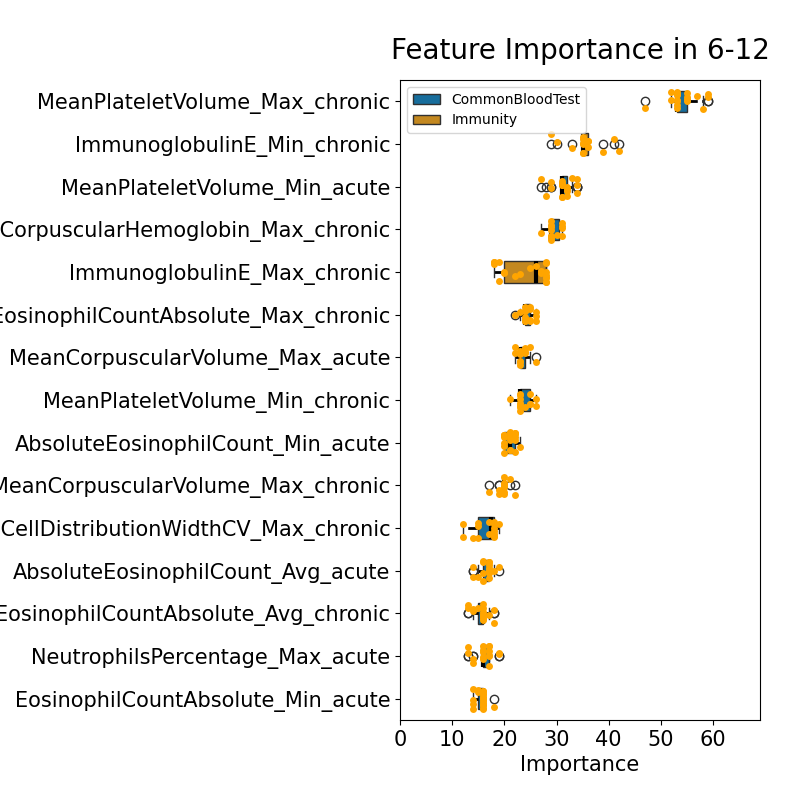 Feature Importance in 6-12
CommonBloodTest
Immunity
MeanPlateletVolume_Max_chronic
ImmunoglobulinE_Min_chronic
MeanPlateletVolume_Min_acute
CorpuscularHemoglobin_Max_chronic
ImmunoglobulinE_Max_chronic
EosinophilCountAbsolute_Max_chronic
MeanCorpuscularVolume_Max_acute
MeanPlateletVolume_Min_chronic
AbsoluteEosinophilCount_Min_acute
MeanCorpuscularVolume_Max_chronic
CellDistributionWidthCV_Max_chronic
AbsoluteEosinophilCount_Avg_acute
EosinophilCountAbsolute_Avg_chronic
NeutrophilsPercentage_Max_acute
EosinophilCountAbsolute_Min_acute
0 10 20 30 40 50 60
Importance